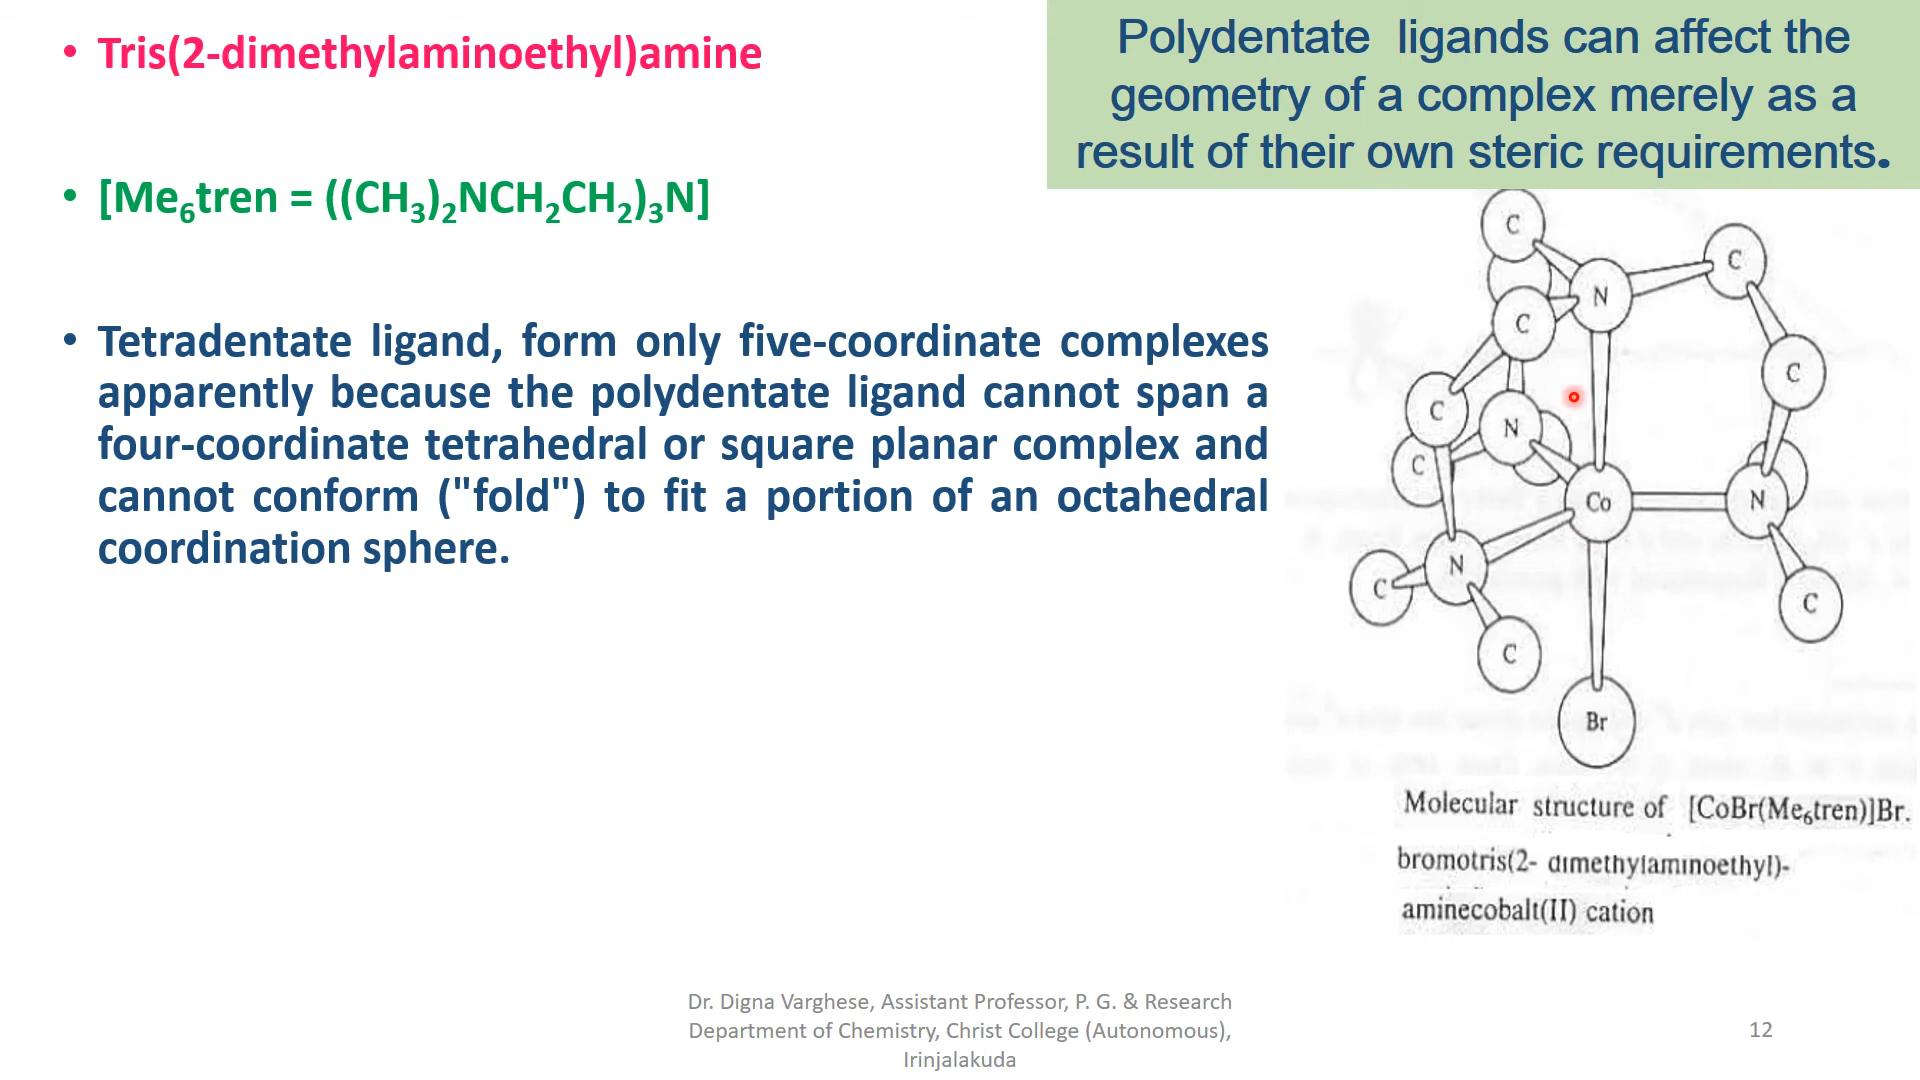 • Tris(2-dimethylaminoethyl)amine
• [Me₆tren = ((CH₃)₂NCH₂CH₂)₃N]
• Tetradentate ligand, form only five-coordinate complexes
apparently because the polydentate ligand cannot span a
four-coordinate tetrahedral or square planar complex and
cannot conform ("fold") to fit a portion of an octahedral
coordination sphere.
Polydentate ligands can affect the
geometry of a complex merely as a
result of their own steric requirements.
C
N
C
C
C
C
N
C
Co
N
N
C
C
C
Br
Molecular structure of [CoBr(Me₆tren)]Br.
bromotris(2- dimethylaminoethyl)-
aminecobalt(II) cation
Dr. Digna Varghese, Assistant Professor, P. G. & Research
Department of Chemistry, Christ College (Autonomous),
Irinjalakuda
12